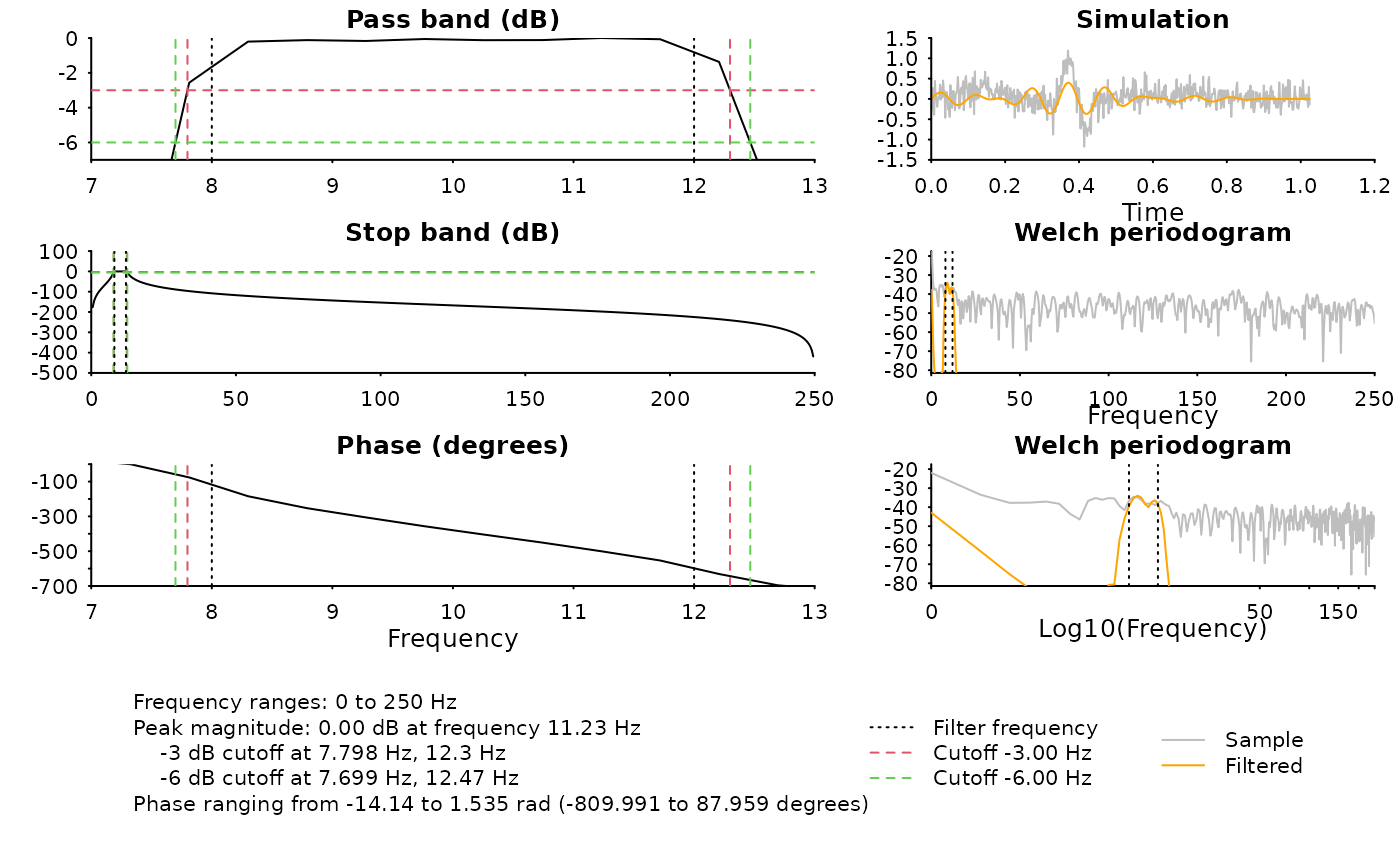 Pass band (dB)
0
-2
-4
-6
7 8 9 10 11 12 13
Simulation
1.5
1.0
0.5
0.0
-0.5
-1.0
-1.5
0.0 0.2 0.4 0.6 0.8 1.0 1.2
Time
Stop band (dB)
100
0
-100
-200
-300
-400
-500
0 50 100 150 200 250
Welch periodogram
-20
-30
-40
-50
-60
-70
-80
0 50 100 150 200 250
Frequency
Phase (degrees)
-100
-300
-500
-700
7 8 9 10 11 12 13
Frequency
Welch periodogram
-20
-30
-40
-50
-60
-70
-80
0 50 150
Log10(Frequency)
Frequency ranges: 0 to 250 Hz
Peak magnitude: 0.00 dB at frequency 11.23 Hz
-3 dB cutoff at 7.798 Hz, 12.3 Hz
-6 dB cutoff at 7.699 Hz, 12.47 Hz
Phase ranging from -14.14 to 1.535 rad (-809.991 to 87.959 degrees)
Filter frequency
Cutoff -3.00 Hz
Cutoff -6.00 Hz
Sample
Filtered